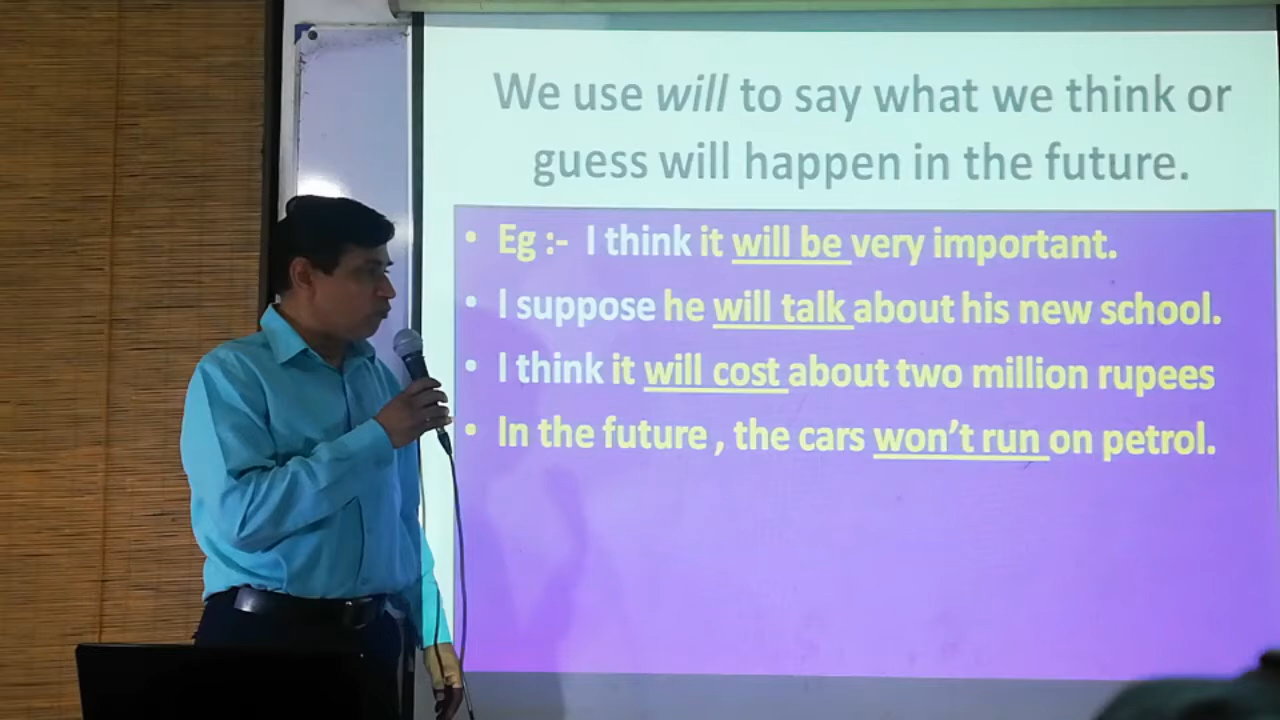 We use will to say what we think or
guess will happen in the future.
• Eg :- I think it will be very important.
• I suppose he will talk about his new school.
• I think it will cost about two million rupees
• In the future , the cars won’t run on petrol.